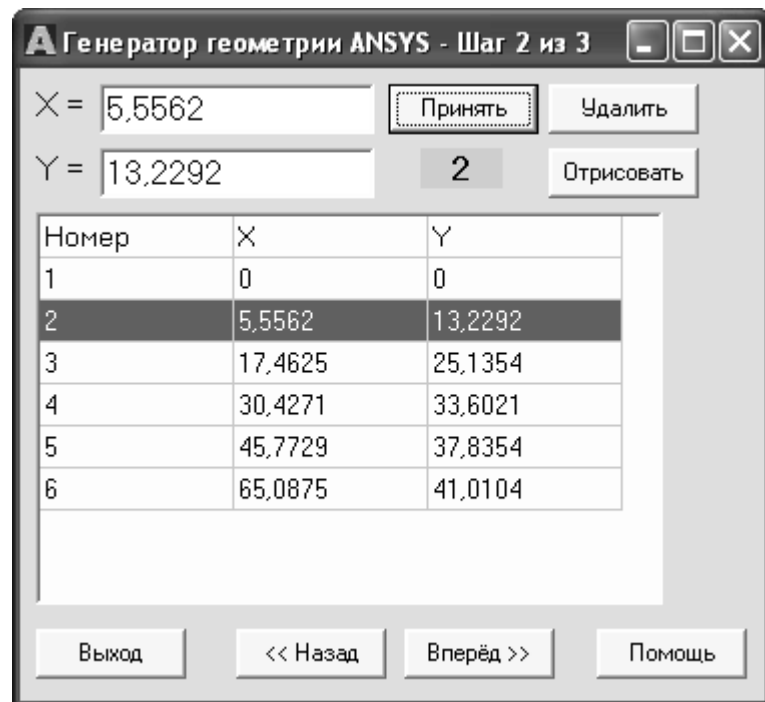 Генератор геометрии ANSYS - Шаг 2 из 3
X = 5,5562 Принять Удалить
Y = 13,2292 2 Отрисовать
Номер X Y
1 0 0
2 5,5562 13,2292
3 17,4625 25,1354
4 30,4271 33,6021
5 45,7729 37,8354
6 65,0875 41,0104
Выход << Назад Вперёд >> Помощь